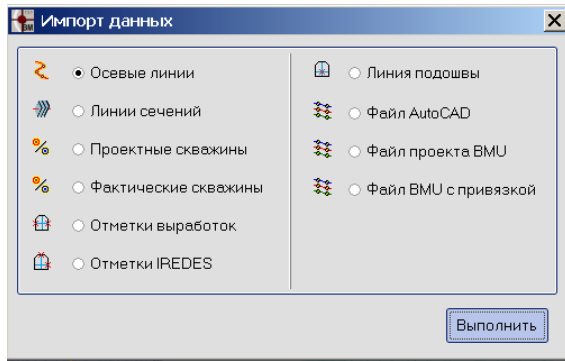 Импорт данных
Осевые линии
Линии сечений
Проектные скважины
Фактические скважины
Отметки выработок
Отметки IREDES
Линия подошвы
Файл AutoCAD
Файл проекта BMU
Файл BMU с привязкой
Выполнить